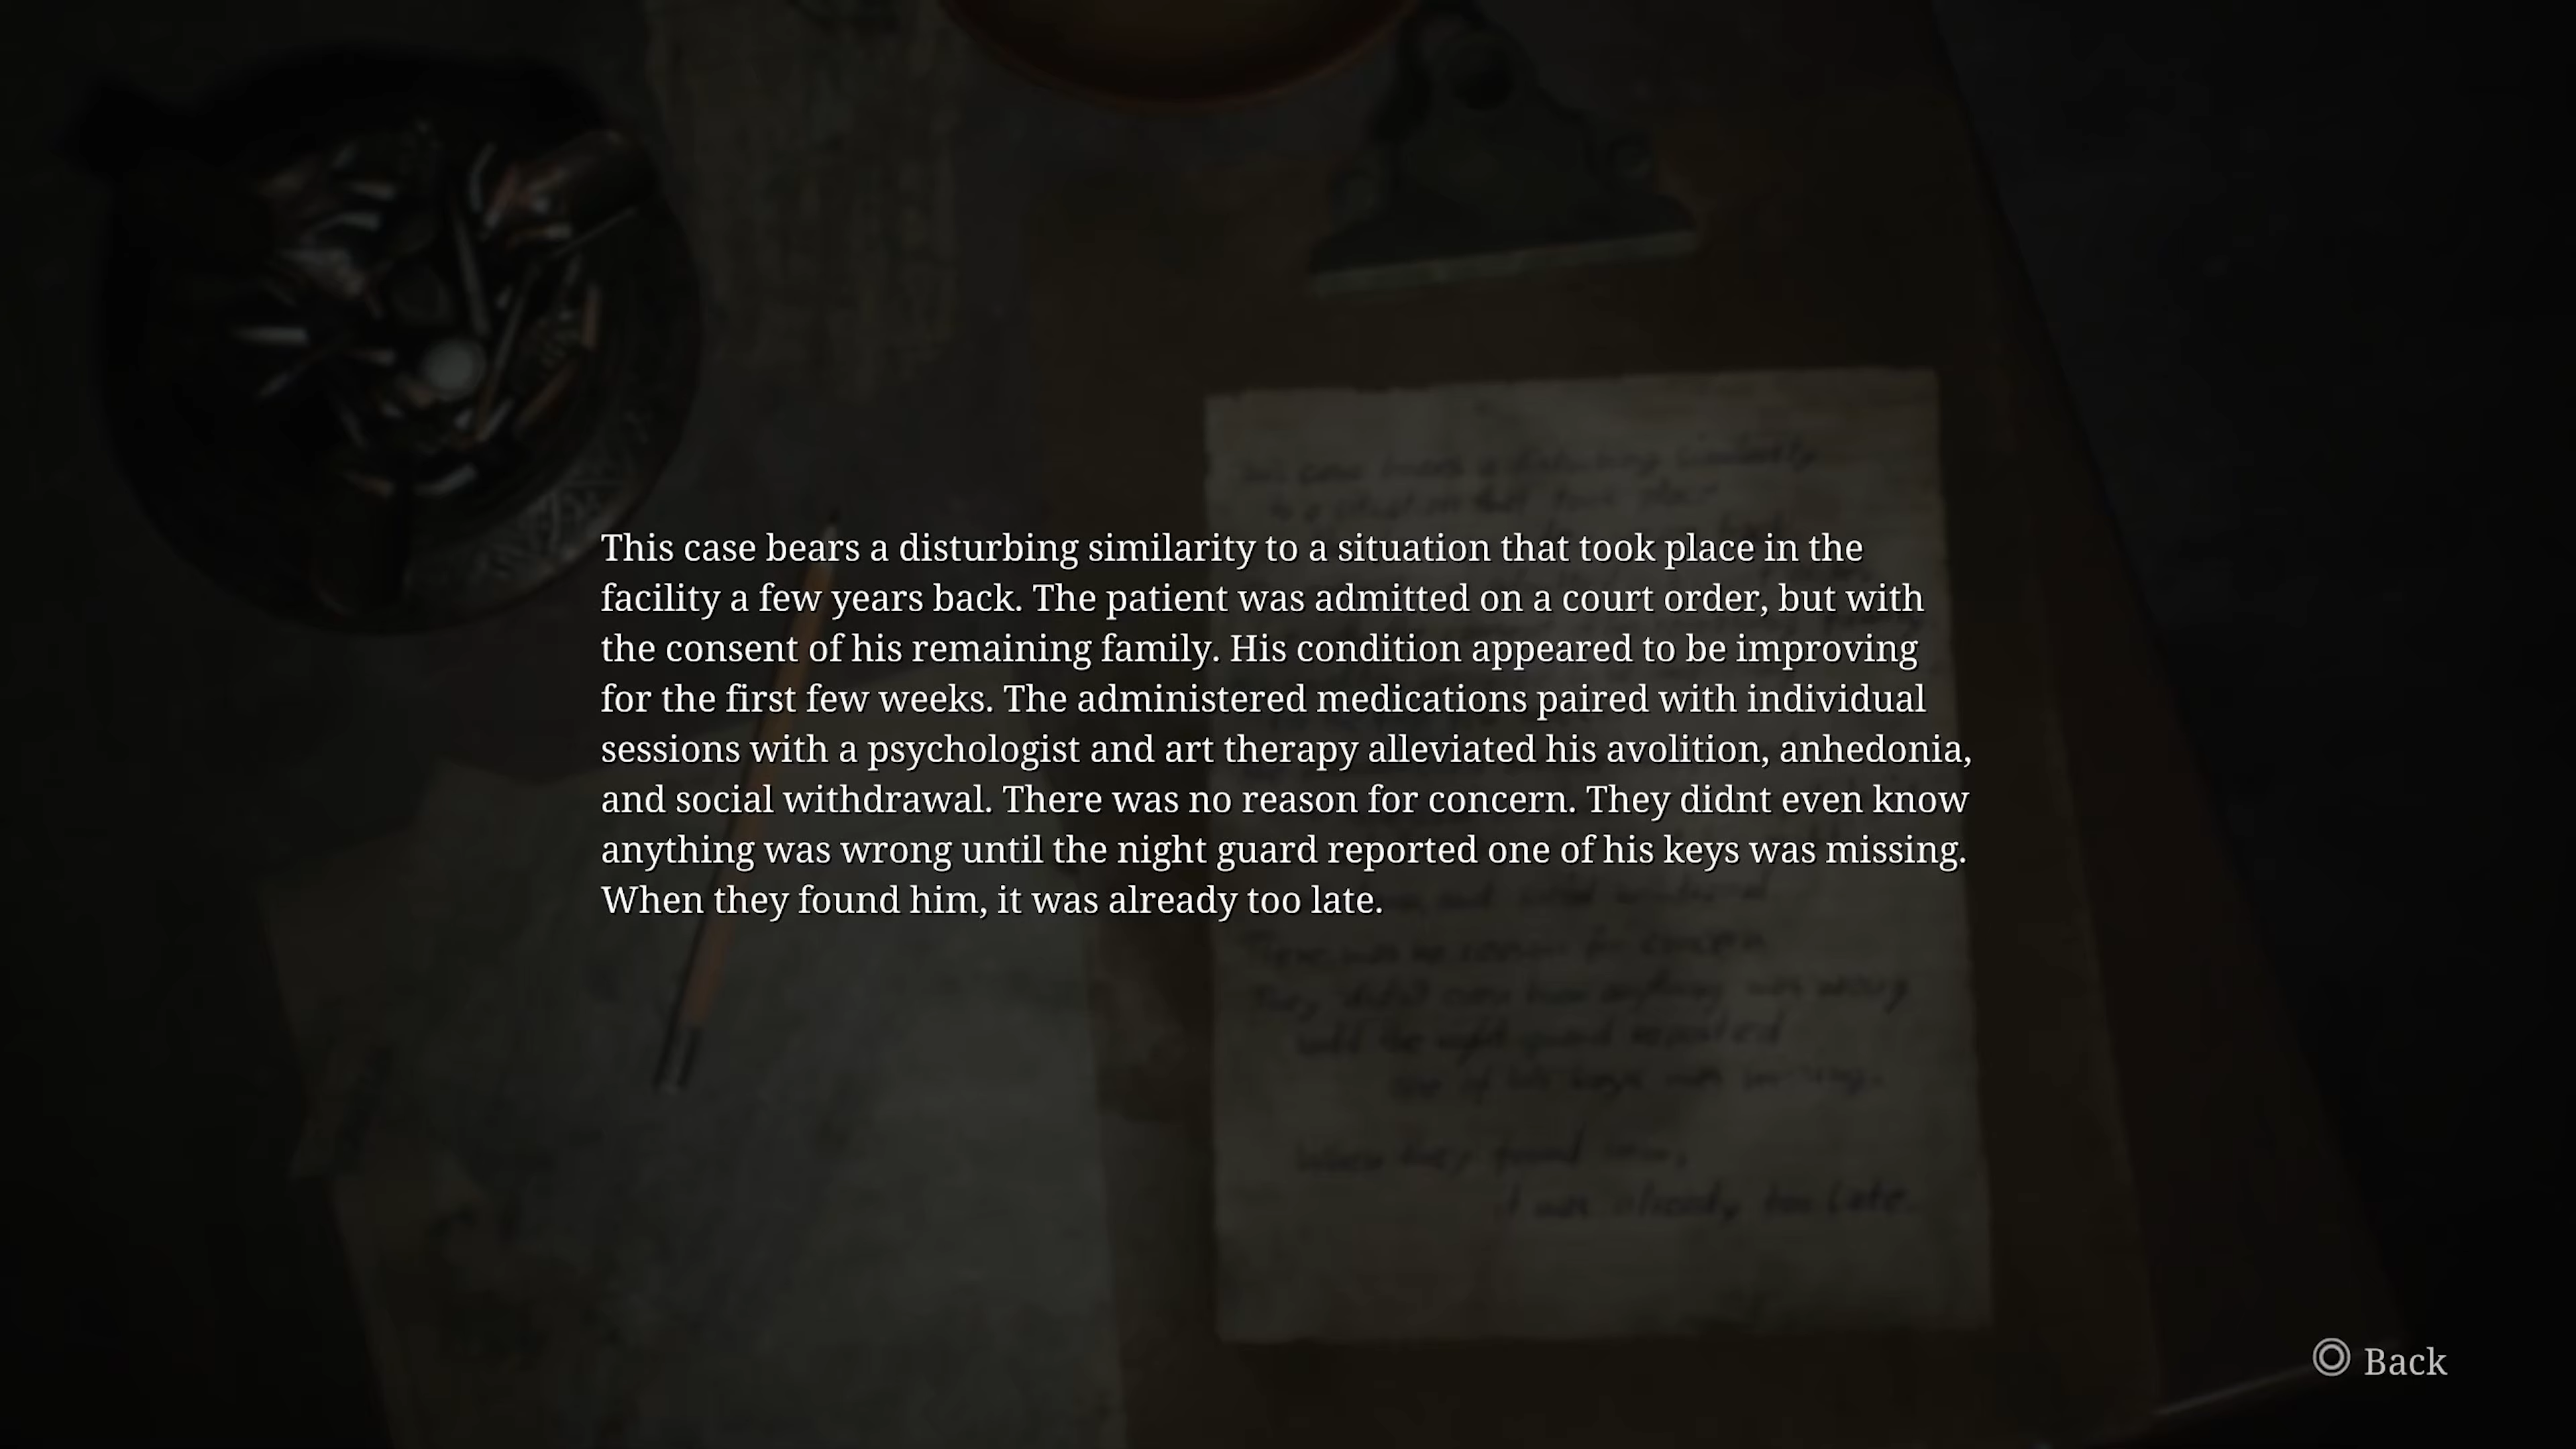 This case bears a disturbing similarity to a situation that took place in the
facility a few years back. The patient was admitted on a court order, but with
the consent of his remaining family. His condition appeared to be improving
for the first few weeks. The administered medications paired with individual
sessions with a psychologist and art therapy alleviated his avolition, anhedonia,
and social withdrawal. There was no reason for concern. They didnt even know
anything was wrong until the night guard reported one of his keys was missing.
When they found him, it was already too late.
Back